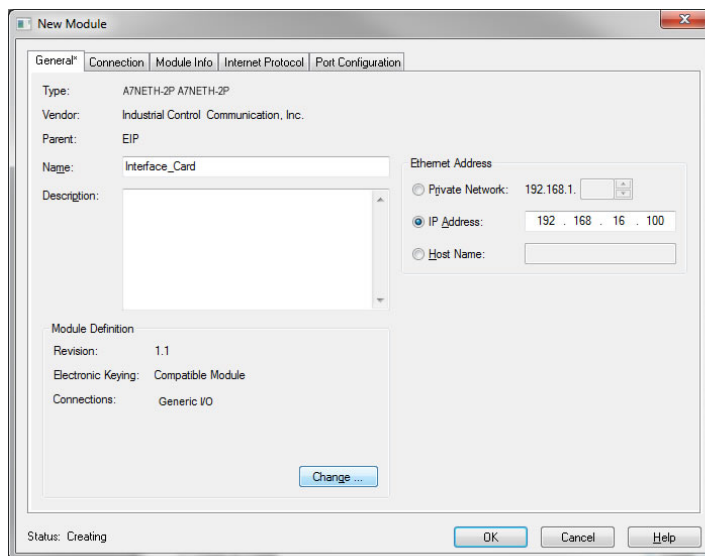 New Module
General* Connection Module Info Internet Protocol Port Configuration
Type: A7NETH-2P A7NETH-2P
Vendor: Industrial Control Communication, Inc.
Parent: EIP
Name: Interface_Card
Description:
Ethernet Address
Private Network: 192.168.1.
IP Address: 192 . 168 . 16 . 100
Host Name:
Module Definition
Revision: 1.1
Electronic Keying: Compatible Module
Connections: Generic I/O
Change ...
Status: Creating
OK Cancel Help